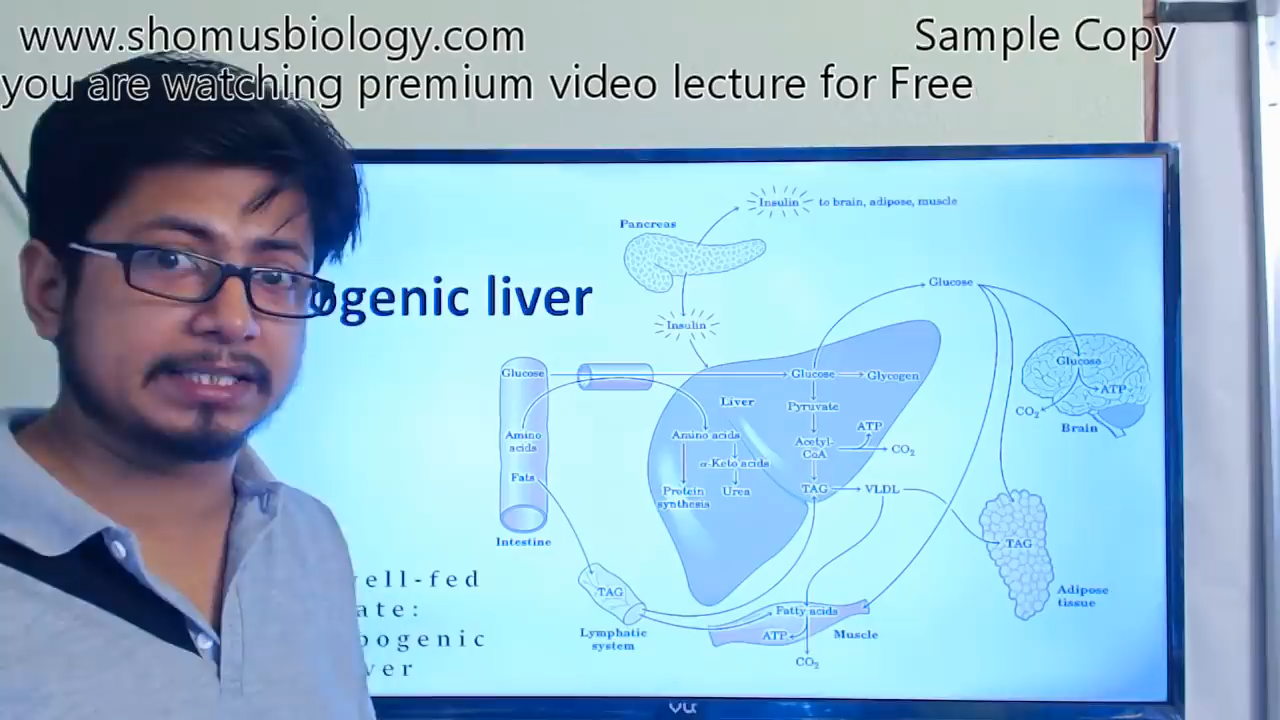 www.shomusbiology.com
Sample Copy
you are watching premium video lecture for Free
ogenic liver
Pancreas
Insulin to brain, adipose, muscle
Insulin
Glucose
Glucose
Glucose
Glycogen
Liver
Pyruvate
Amino acids
Acetyl-
CoA
ATP
CO2
α-Keto acids
Protein
synthesis
Urea
TAG
VLDL
Amino
acids
Fats
Intestine
TAG
Lymphatic
system
Fatty acids
ATP
CO2
Muscle
Glucose
ATP
CO2
Brain
TAG
Adipose
tissue
ell-fed
ate:
pogenic
ver
VU